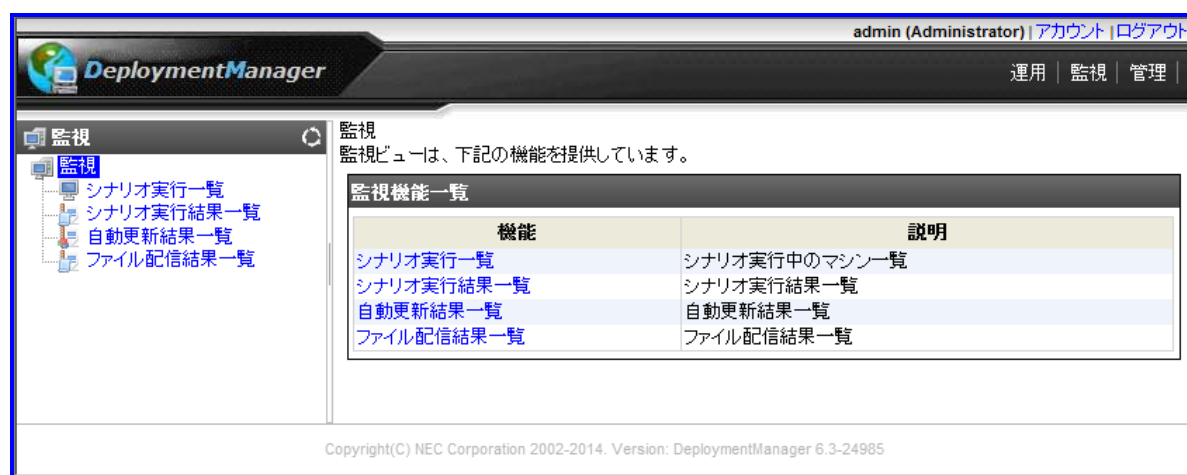 admin (Administrator) | アカウント | ログアウト
DeploymentManager
運用 | 監視 | 管理 |
監視
監視
シナリオ実行一覧
シナリオ実行結果一覧
自動更新結果一覧
ファイル配信結果一覧
監視
監視ビューは、下記の機能を提供しています。
監視機能一覧
機能 説明
シナリオ実行一覧 シナリオ実行中のマシン一覧
シナリオ実行結果一覧 シナリオ実行結果一覧
自動更新結果一覧 自動更新結果一覧
ファイル配信結果一覧 ファイル配信結果一覧
Copyright(C) NEC Corporation 2002-2014. Version: DeploymentManager 6.3-24985